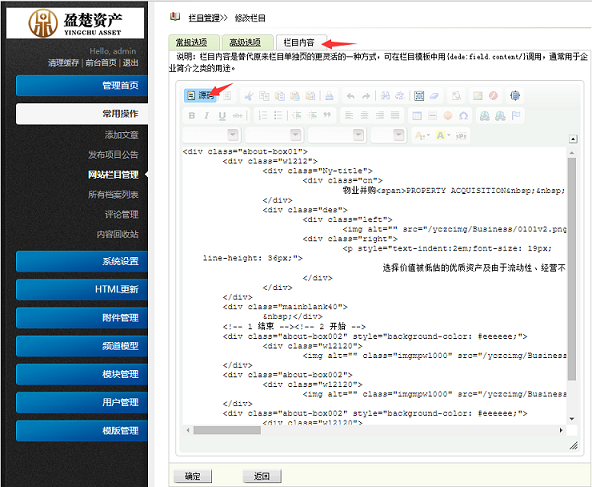 盈楚资产
YINGCHU ASSET
Hello, admin
清理缓存 | 前台首页 | 退出
管理首页
常用操作
添加文章
发布项目公告
网站栏目管理
所有档案列表
评论管理
内容回收站
系统设置
HTML更新
附件管理
频道模型
模块管理
用户管理
模版管理
栏目管理>> 修改栏目
常规选项 高级选项 栏目内容
说明：栏目内容是替代原来栏目单独页的更灵活的一种方式，可在栏目模板中用{dede:field.content/}调用，通常用于企
业简介之类的用途。
源码
B I U abc
<div class="about-box01">
<div class="w1212">
<div class="Ny-title">
<div class="cn">
物业并购<span>PROPERTY ACQUISITION&nbsp;&nbsp;
</div>
<div class="des">
<div class="left">
<img alt="" src="/yczcimg/Business/0101v2.png
<div class="right">
<p style="text-indent:2em;font-size: 19px;
line-height: 36px;">
选择价值被低估的优质资产及由于流动性、经营不
</div>
</div>
</div>
<div class="mainblank40">
&nbsp;</div>
<!-- 1 结束 --><!-- 2 开始 -->
<div class="about-box002" style="background-color: #eeeeee;">
<div class="w12120">
<img alt="" class="imgmpw1000" src="/yczcimg/Business
</div>
<div class="about-box002">
<div class="w12120">
<img alt="" class="imgmpw1000" src="/yczcimg/Business
</div>
<div class="about-box002" style="background-color: #eeeeee;">
<div class="w12120">
确定 返回